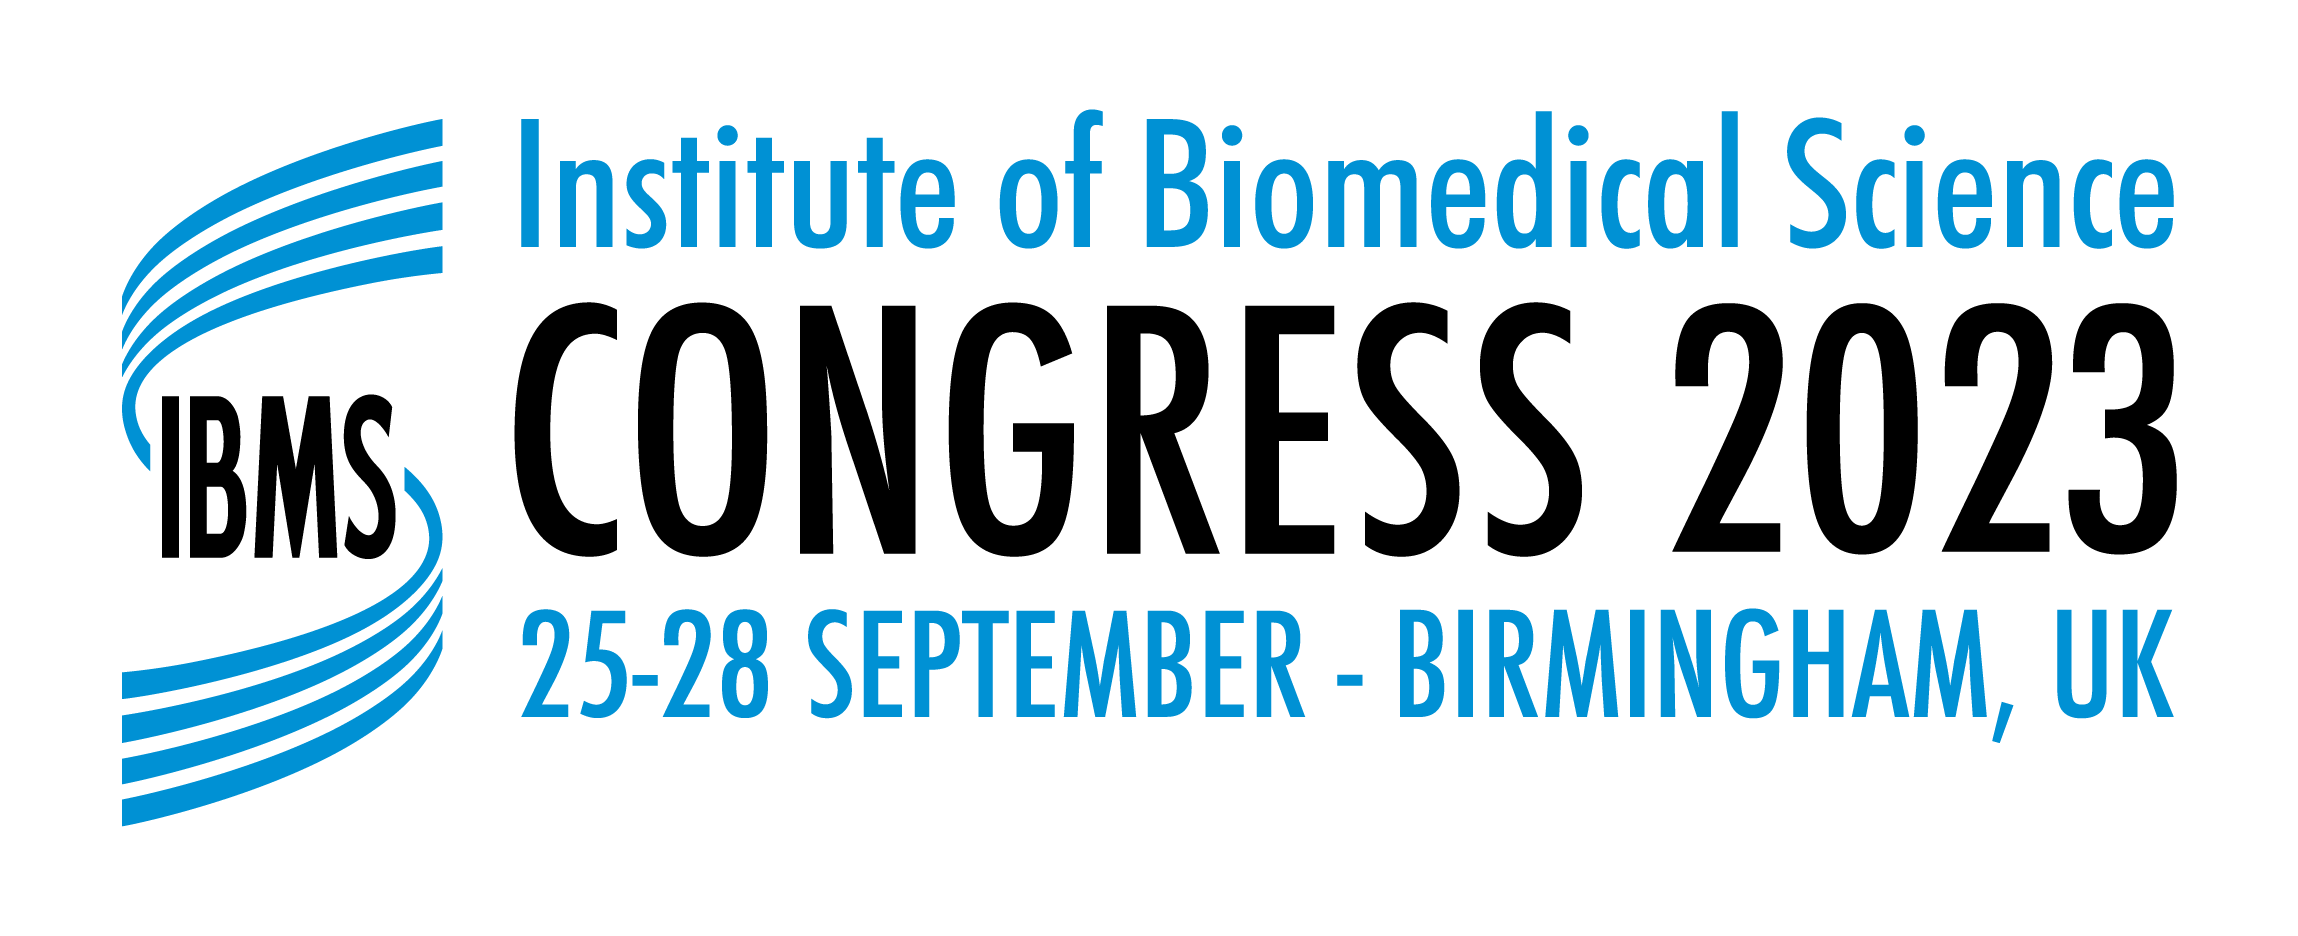 IBMS
Institute of Biomedical Science
CONGRESS 2023
25-28 SEPTEMBER - BIRMINGHAM, UK